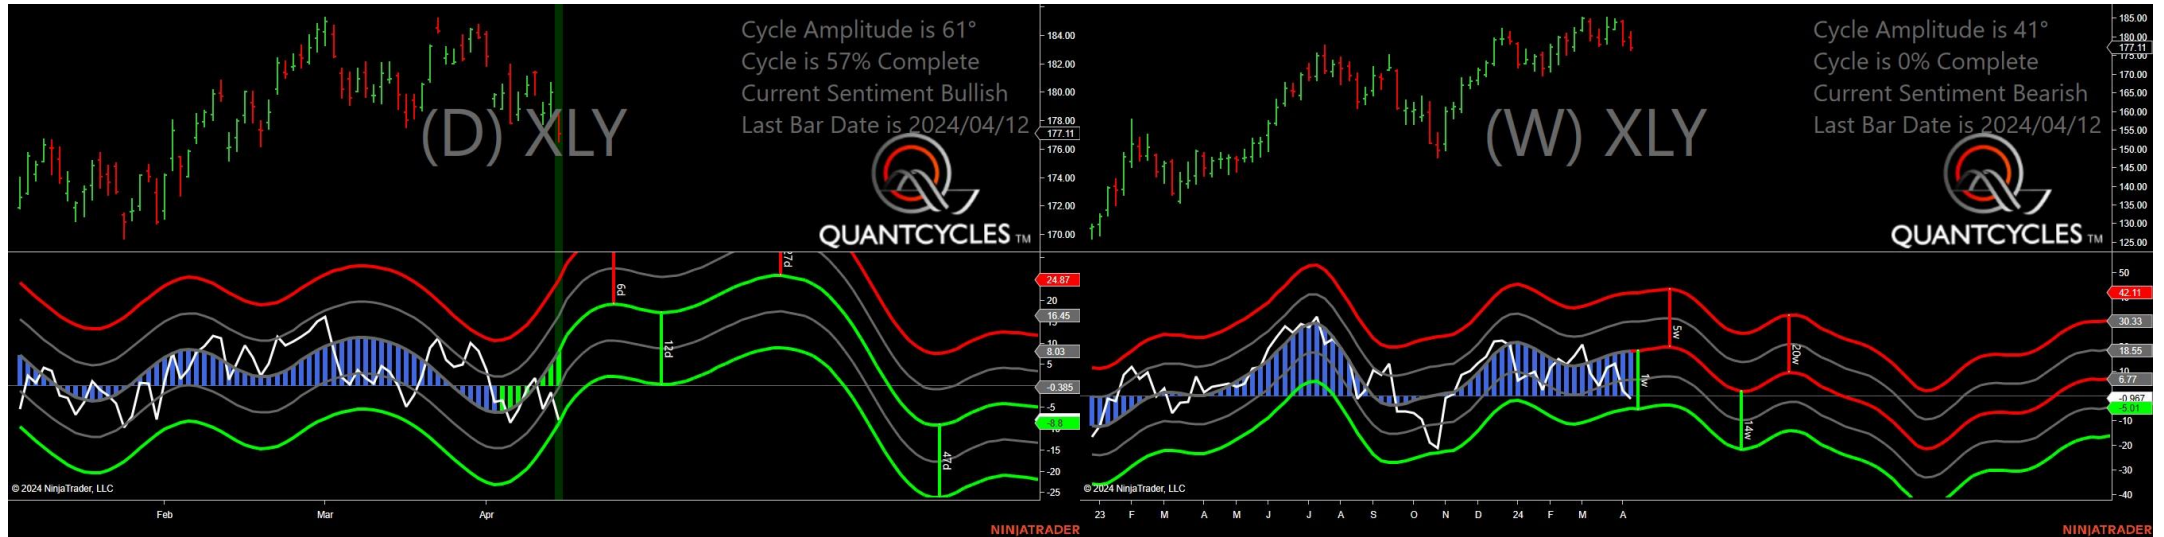 Cycle Amplitude is 61°
Cycle is 57% Complete
Current Sentiment Bullish
Last Bar Date is 2024/04/12
(D) XLY
QUANTCYCLES TM
184.00
182.00
180.00
178.00
177.11
176.00
174.00
172.00
170.00
6d
27d
12d
47d
24.87
20
16.45
10
8.03
5
-0.385
-5
-8.8
-15
-20
-25
© 2024 NinjaTrader, LLC
Feb Mar Apr
NINJATRADER
Cycle Amplitude is 41°
Cycle is 0% Complete
Current Sentiment Bearish
Last Bar Date is 2024/04/12
(W) XLY
QUANTCYCLES TM
185.00
180.00
177.11
175.00
170.00
165.00
160.00
155.00
150.00
145.00
140.00
135.00
130.00
125.00
5w
20w
1w
14w
50
42.11
30.33
18.55
10
6.77
-0.967
-5.01
-10
-20
-30
-40
© 2024 NinjaTrader, LLC
23 F M A M J J A S O N D 24 F M A
NINJATRADER